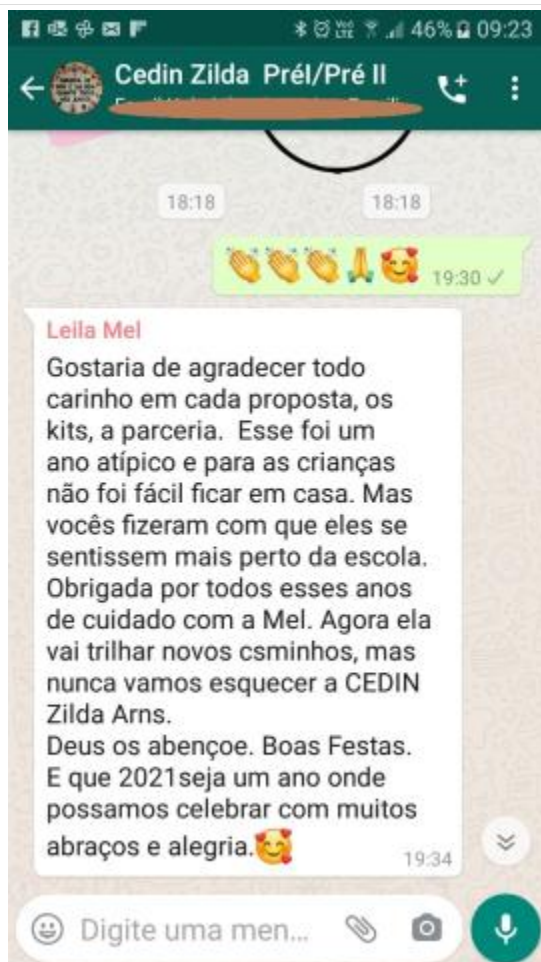 46% 09:23
Cedin Zilda Prél/Pré II
18:18 18:18
19:30
Leila Mel
Gostaria de agradecer todo
carinho em cada proposta, os
kits, a parceria. Esse foi um
ano atípico e para as crianças
não foi fácil ficar em casa. Mas
vocês fizeram com que eles se
sentissem mais perto da escola.
Obrigada por todos esses anos
de cuidado com a Mel. Agora ela
vai trilhar novos csminhos, mas
nunca vamos esquecer a CEDIN
Zilda Arns.
Deus os abençoe. Boas Festas.
E que 2021seja um ano onde
possamos celebrar com muitos
abraços e alegria.
19:34
Digite uma men...